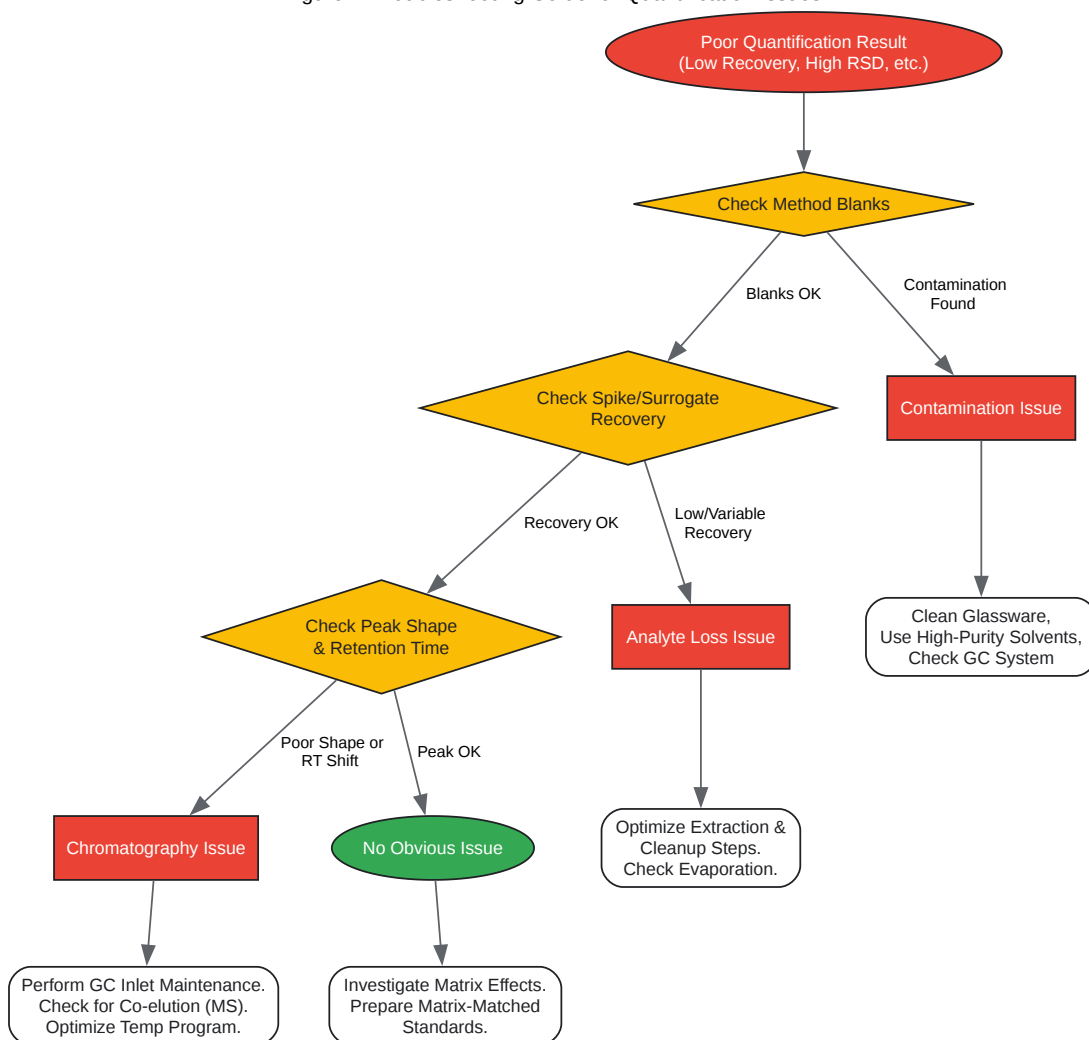 Poor Quantification Result
(Low Recovery, High RSD, etc.)
Check Method Blanks
Blanks OK
Contamination
Found
Check Spike/Surrogate
Recovery
Contamination Issue
Recovery OK
Low/Variable
Recovery
Check Peak Shape
& Retention Time
Analyte Loss Issue
Clean Glassware,
Use High-Purity Solvents,
Check GC System
Poor Shape or
RT Shift
Peak OK
Chromatography Issue
No Obvious Issue
Optimize Extraction &
Cleanup Steps.
Check Evaporation.
Perform GC Inlet Maintenance.
Check for Co-elution (MS).
Optimize Temp Program.
Investigate Matrix Effects.
Prepare Matrix-Matched
Standards.